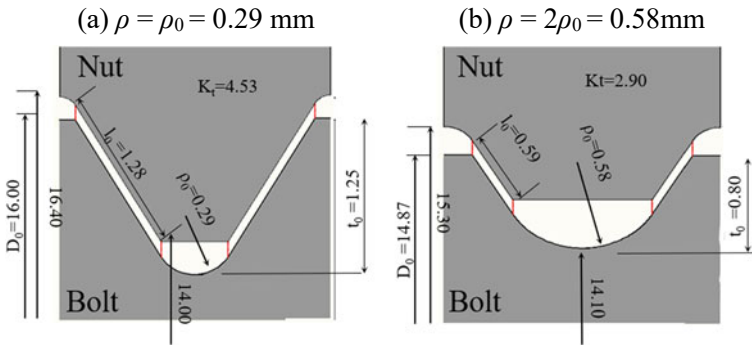 (a) ρ = ρ₀ = 0.29 mm
Nut
Kₜ=4.53
l₀=1.28
ρ₀=0.29
D₀=16.00
16.40
t₀=1.25
14.00
Bolt
(b) ρ = 2ρ₀ = 0.58mm
Nut
Kt=2.90
l₀=0.59
ρ₀=0.58
D₀=14.87
15.30
t₀=0.80
14.10
Bolt